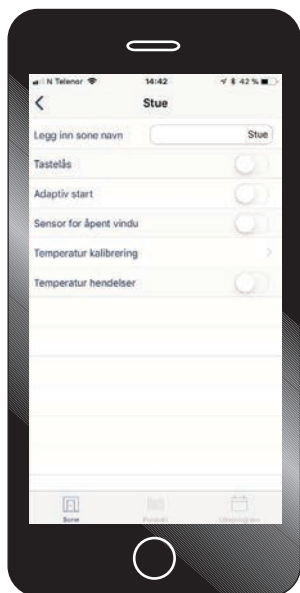 N Telenor 14:42 42 %
Stue
Legg inn sone navn Stue
Tastelås
Adaptiv start
Sensor for åpent vindu
Temperatur kalibrering
Temperatur hendelser
Sone